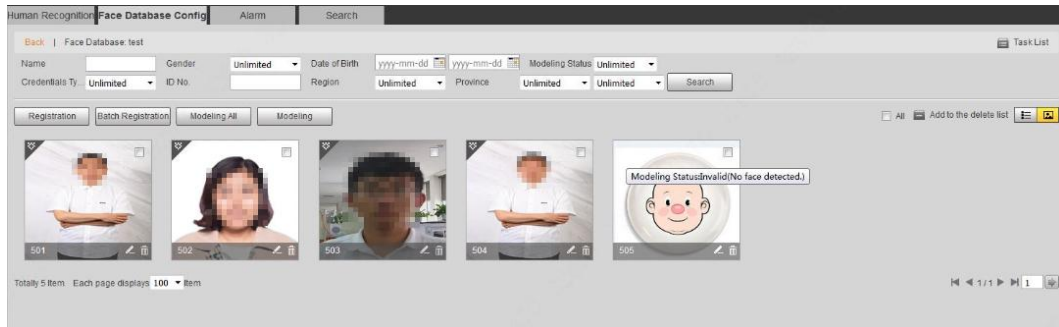 Human Recognition Face Database Config Alarm Search
Back | Face Database: test Task List
Name Gender Unlimited Date of Birth yyyy-mm-dd yyyy-mm-dd Modeling Status Unlimited
Credentials Ty... Unlimited ID No. Region Unlimited Province Unlimited Unlimited Search
Registration Batch Registration Modeling All Modeling All Add to the delete list
Modeling Status:Invalid(No face detected.)
501 502 503 504 505
Totally 5 Item Each page displays 100 Item 1/1 1